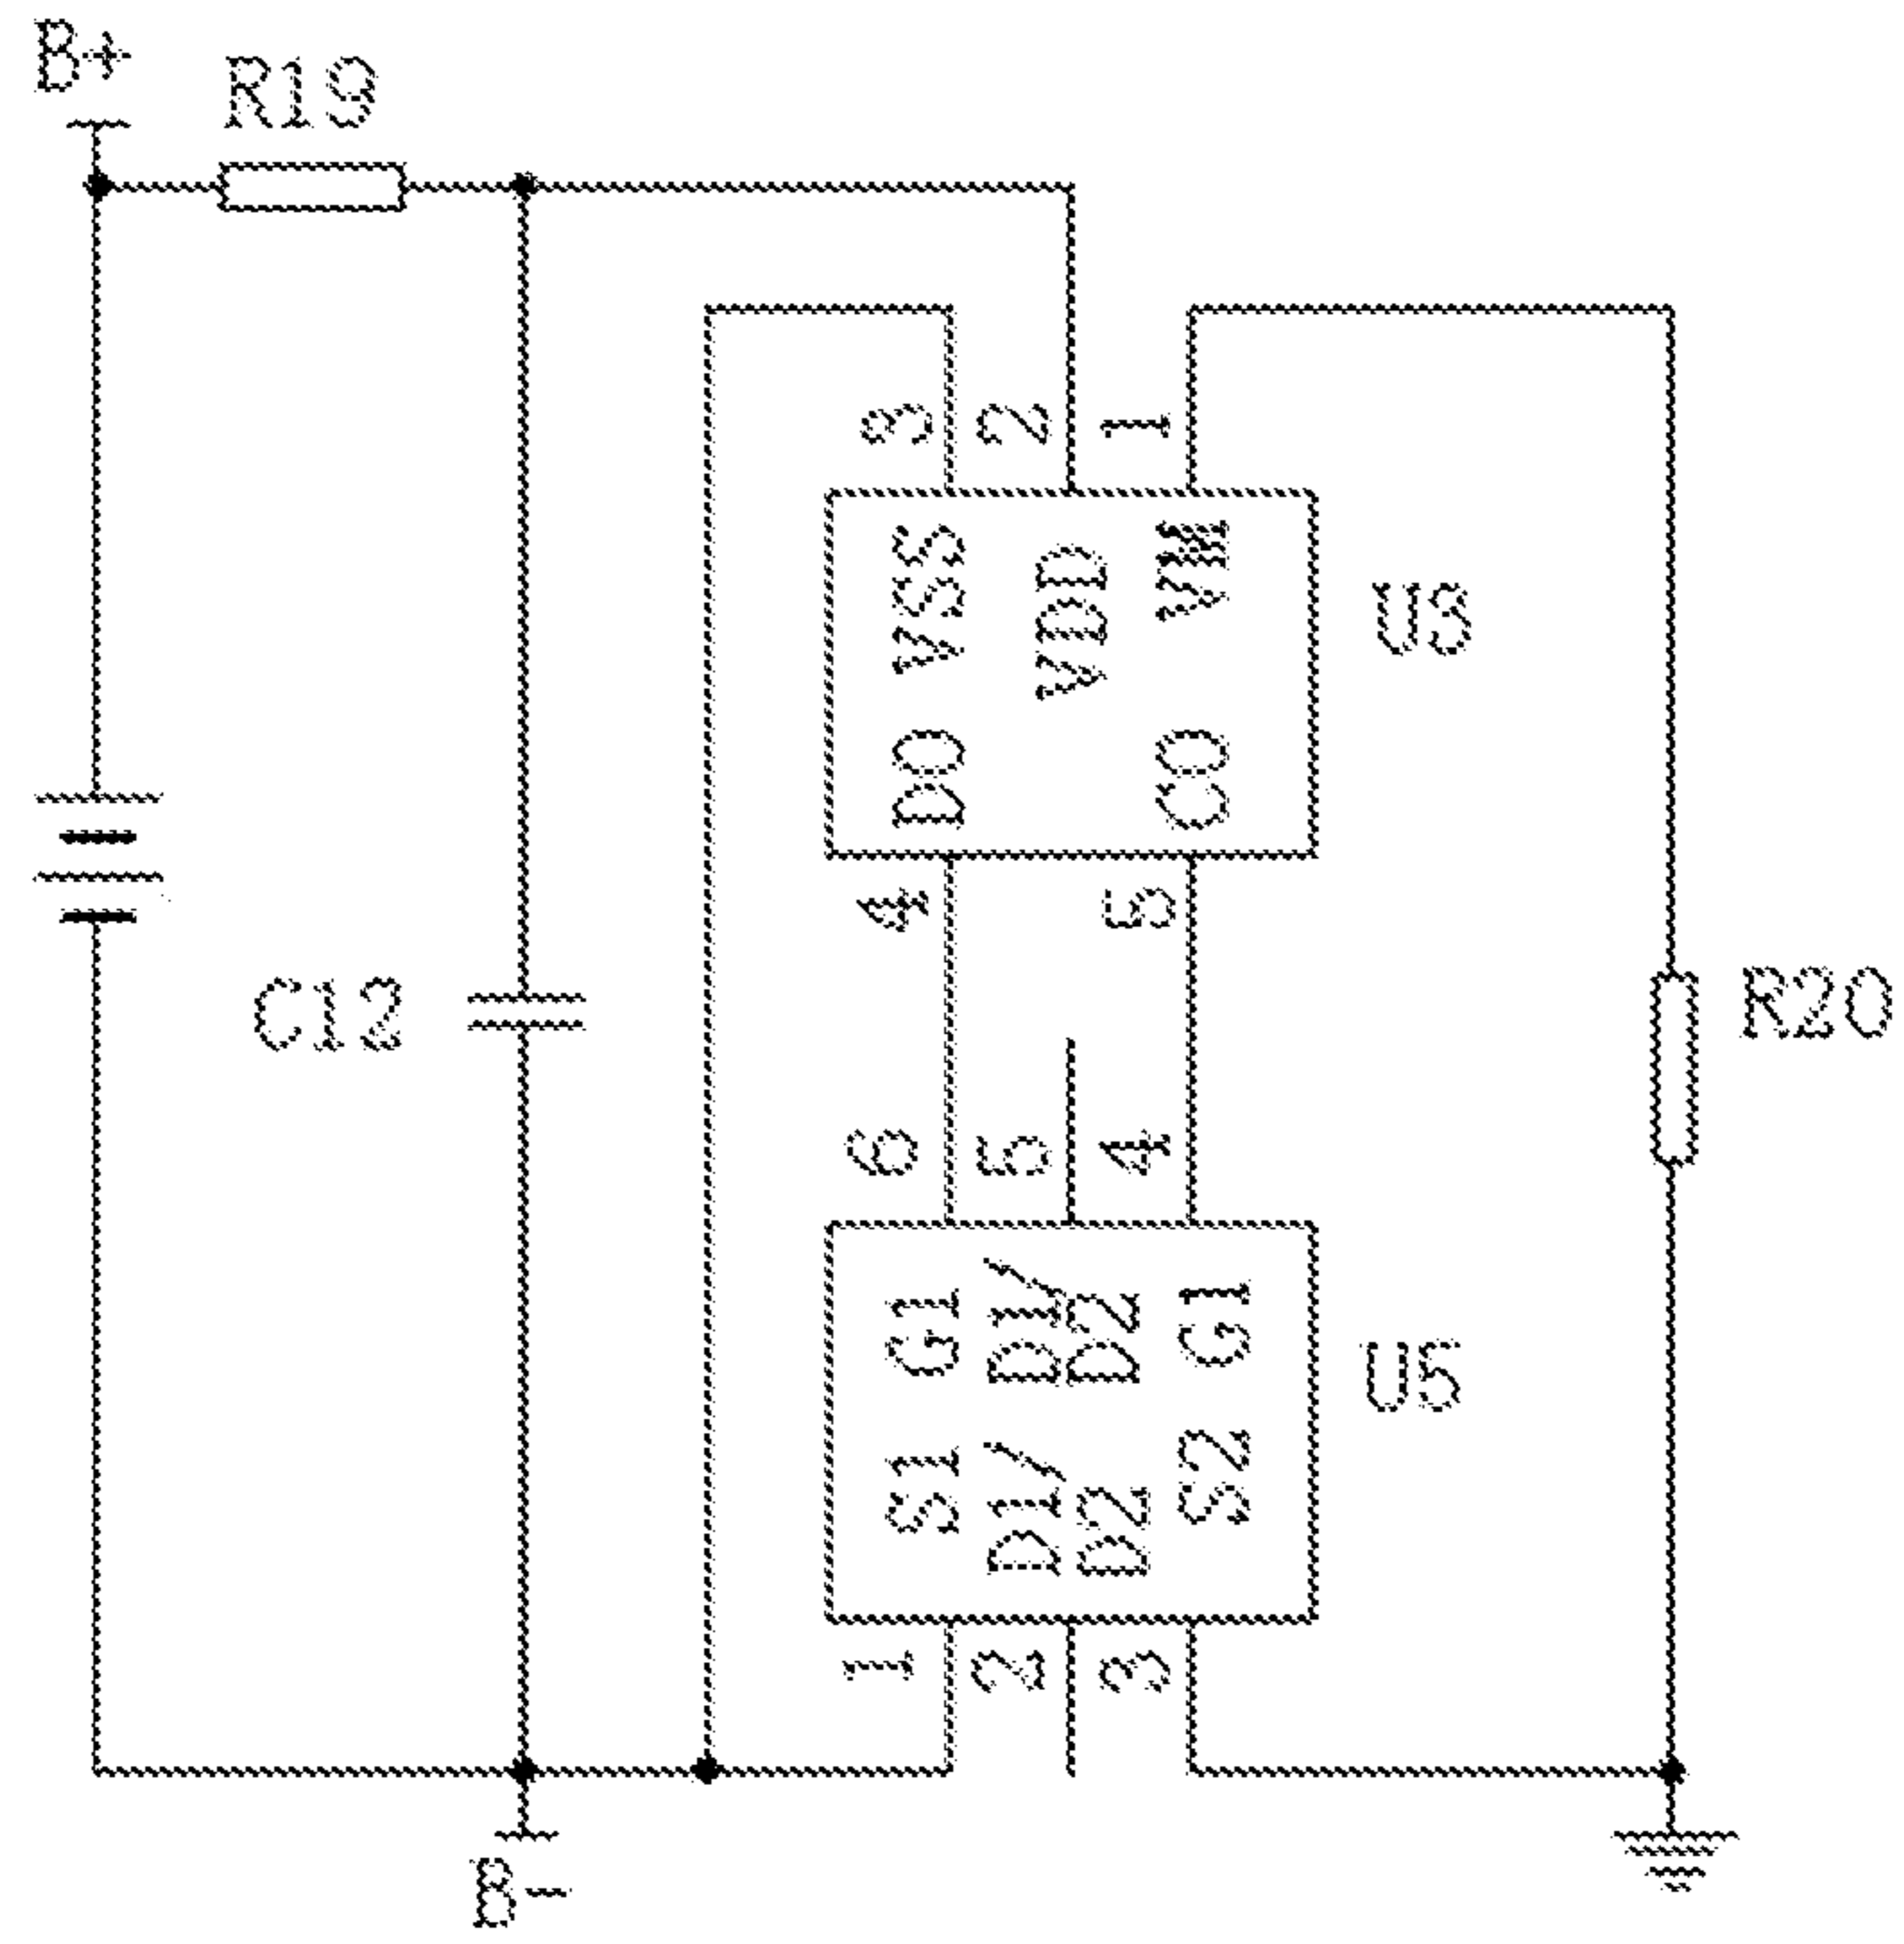 B+
R19
3 2 1
VSS VDD VM
DO CO
U3
4 5
C12
R20
6 5 4
G1 D1/D2 G1
S1 D1/D2 S2
U5
1 2 3
B-